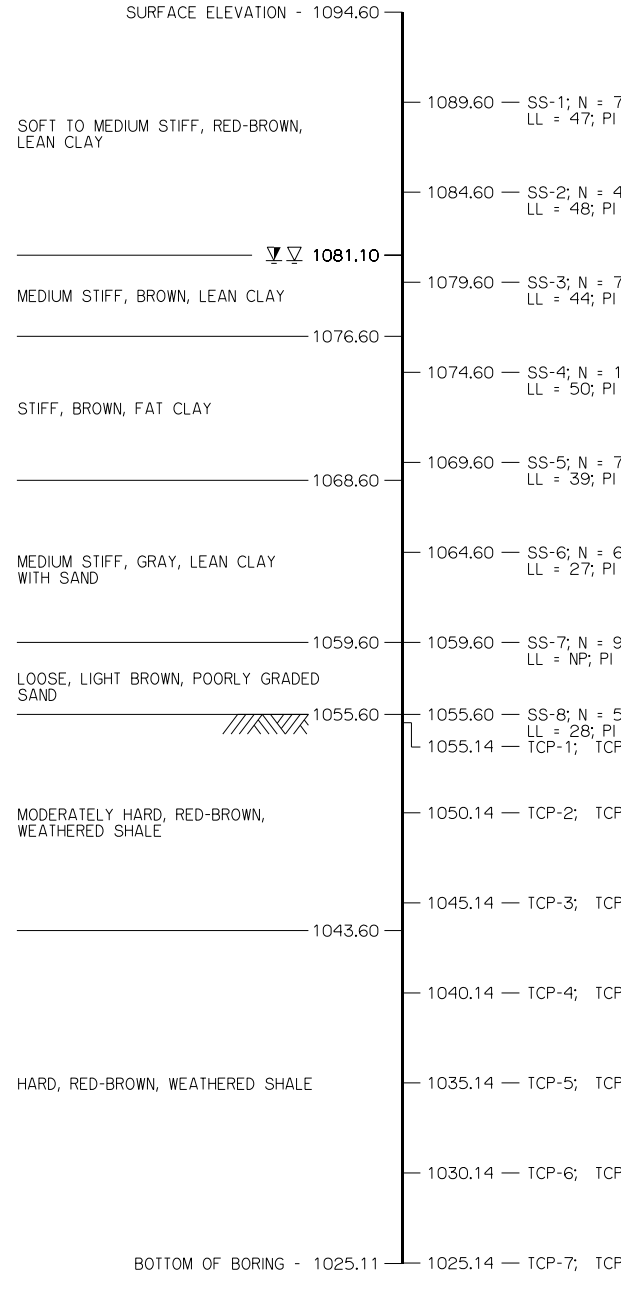 SURFACE ELEVATION - 1094.60
1089.60 — SS-1; N = 7
LL = 47; PI
SOFT TO MEDIUM STIFF, RED-BROWN,
LEAN CLAY
1084.60 — SS-2; N = 4
LL = 48; PI
1081.10
1079.60 — SS-3; N = 7
LL = 44; PI
MEDIUM STIFF, BROWN, LEAN CLAY
1076.60
1074.60 — SS-4; N = 1
LL = 50; PI
STIFF, BROWN, FAT CLAY
1069.60 — SS-5; N = 7
LL = 39; PI
1068.60
1064.60 — SS-6; N = 6
LL = 27; PI
MEDIUM STIFF, GRAY, LEAN CLAY
WITH SAND
1059.60
1059.60 — SS-7; N = 9
LL = NP; PI
LOOSE, LIGHT BROWN, POORLY GRADED
SAND
1055.60
1055.60 — SS-8; N = 5
LL = 28; PI
1055.14 — TCP-1; TCP
1050.14 — TCP-2; TCP
MODERATELY HARD, RED-BROWN,
WEATHERED SHALE
1045.14 — TCP-3; TCP
1043.60
1040.14 — TCP-4; TCP
HARD, RED-BROWN, WEATHERED SHALE
1035.14 — TCP-5; TCP
1030.14 — TCP-6; TCP
BOTTOM OF BORING - 1025.11
1025.14 — TCP-7; TCP